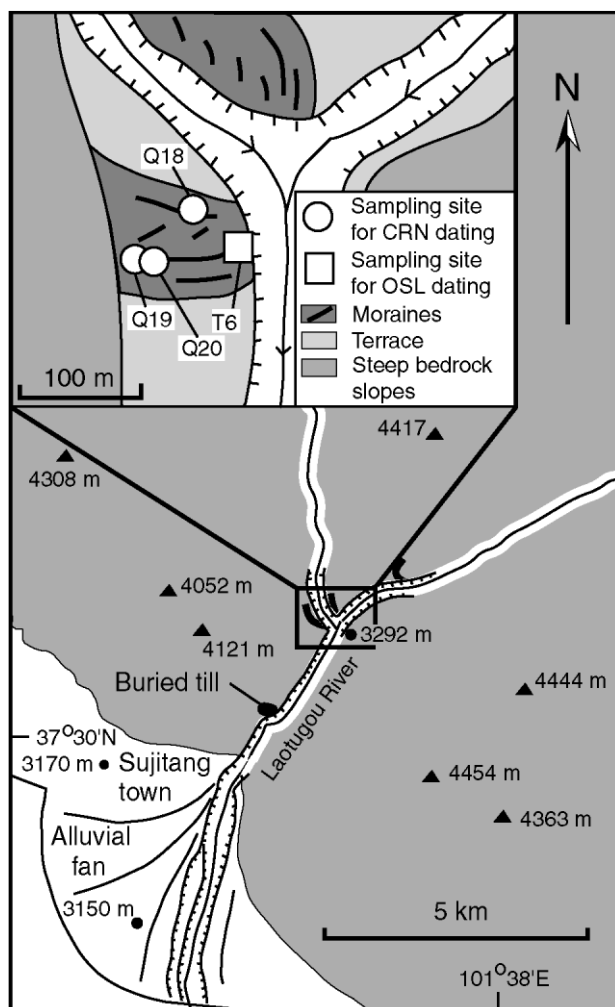 N
Q18
Q19
Q20
T6
100 m
Sampling site
for CRN dating
Sampling site
for OSL dating
Moraines
Terrace
Steep bedrock
slopes
4417
4308 m
4052 m
4121 m
3292 m
Buried till
Laotugou River
4444 m
37°30'N
3170 m
Sujitang
town
4454 m
4363 m
Alluvial
fan
3150 m
5 km
101°38'E